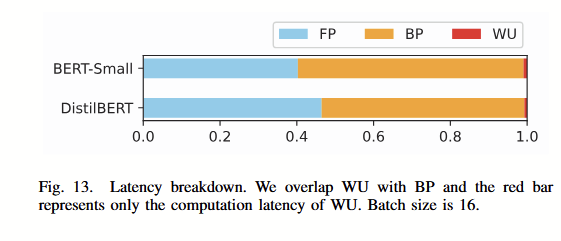 FP BP WU
BERT-Small
DistilBERT
0.0 0.2 0.4 0.6 0.8 1.0
Fig. 13. Latency breakdown. We overlap WU with BP and the red bar
represents only the computation latency of WU. Batch size is 16.